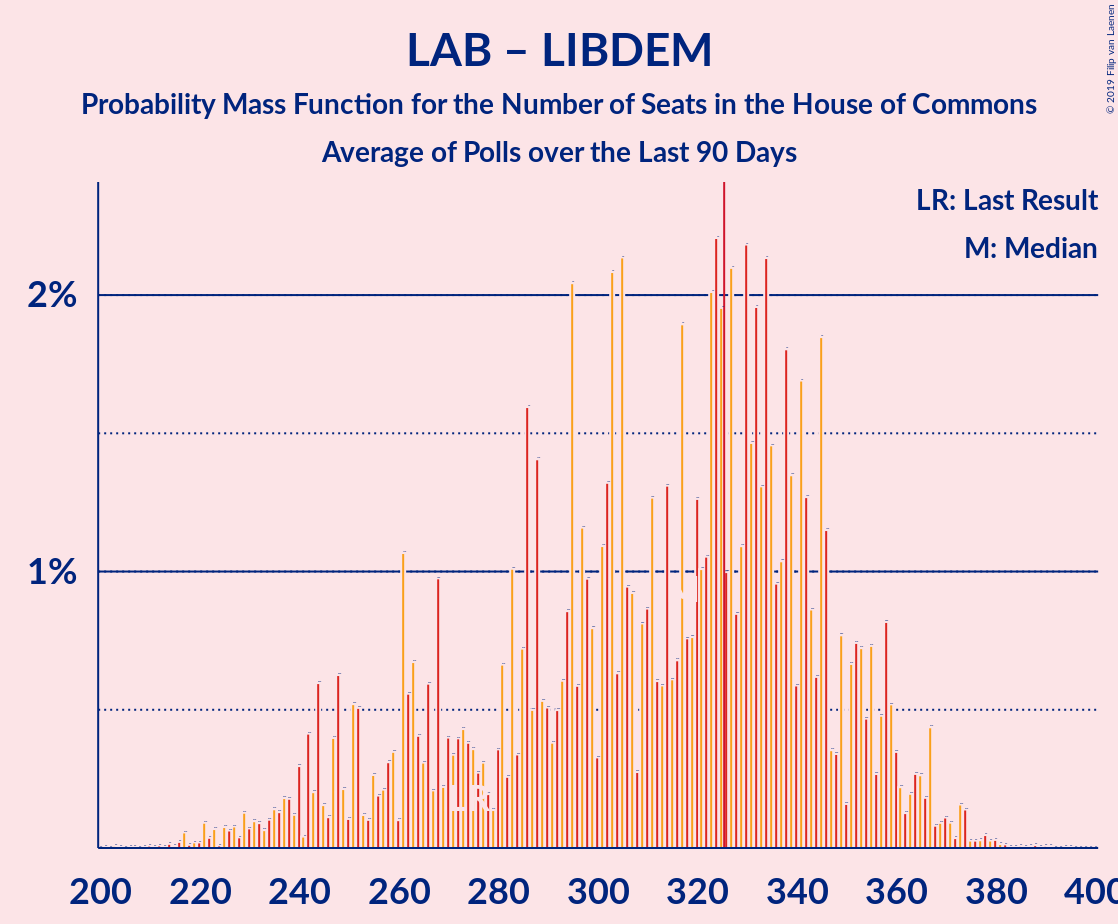 LAB – LIBDEM
Probability Mass Function for the Number of Seats in the House of Commons
Average of Polls over the Last 90 Days
© 2019 Filip van Laenen
LR: Last Result
M: Median
2%
1%
M
LR
200 220 240 260 280 300 320 340 360 380 400